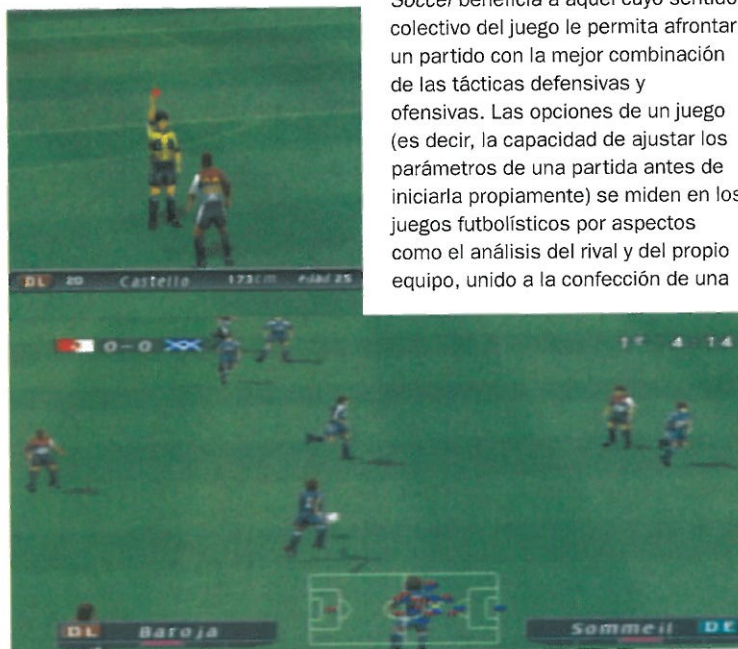 Soccer beneficia a aquel cuyo sentido
colectivo del juego le permita afrontar
un partido con la mejor combinación
de las tácticas defensivas y
ofensivas. Las opciones de un juego
(es decir, la capacidad de ajustar los
parámetros de una partida antes de
iniciarla propiamente) se miden en los
juegos futbolísticos por aspectos
como el análisis del rival y del propio
equipo, unido a la confección de una
DL 20 Castello 173cm edad 25
0-0
4 14
DL Baroja
Sommeil DE